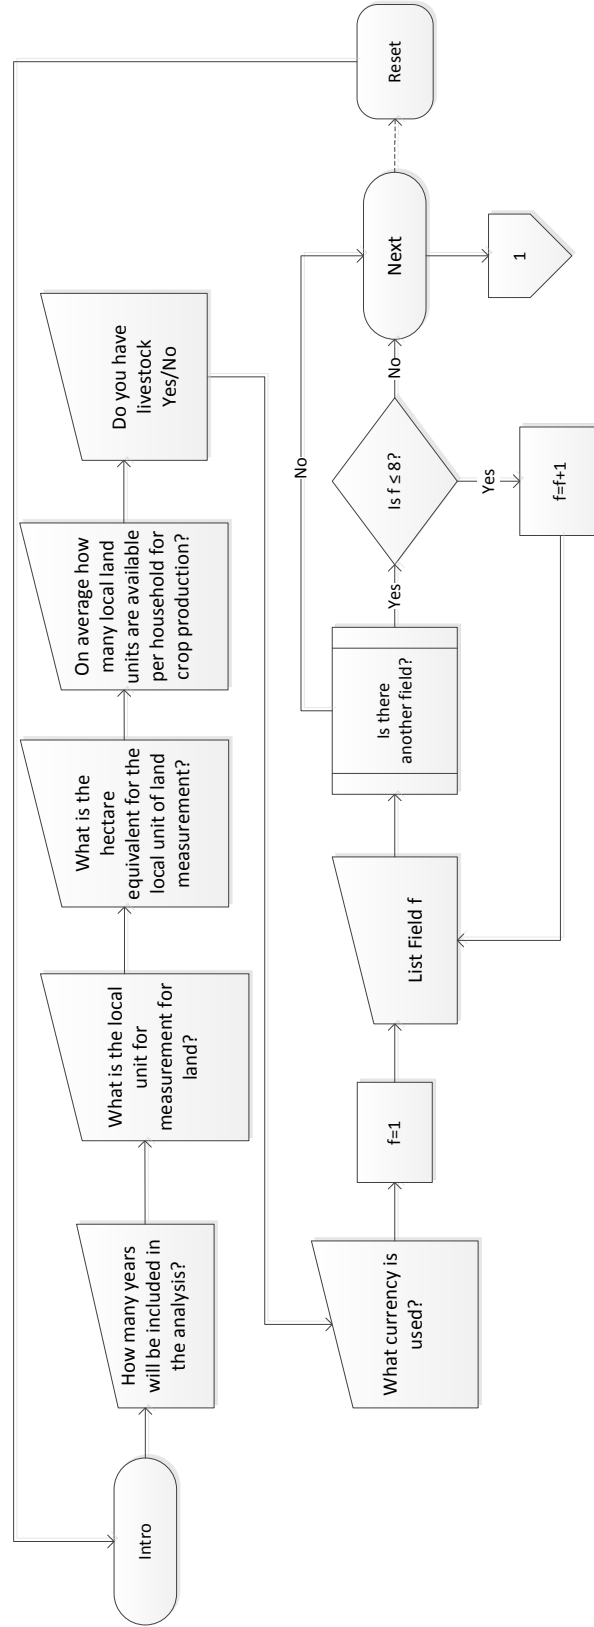 Intro
How many years
will be included in
the analysis?
What is the local
unit for
measurement for
land?
What is the
hectare
equivalent for the
local unit of land
measurement?
On average how
many local land
units are available
per household for
crop production?
Do you have
livestock
Yes/No
What currency is
used?
f=1
List Field f
Is there
another field?
No
Yes
Is f ≤ 8?
No
Yes
f=f+1
Next
1
Reset